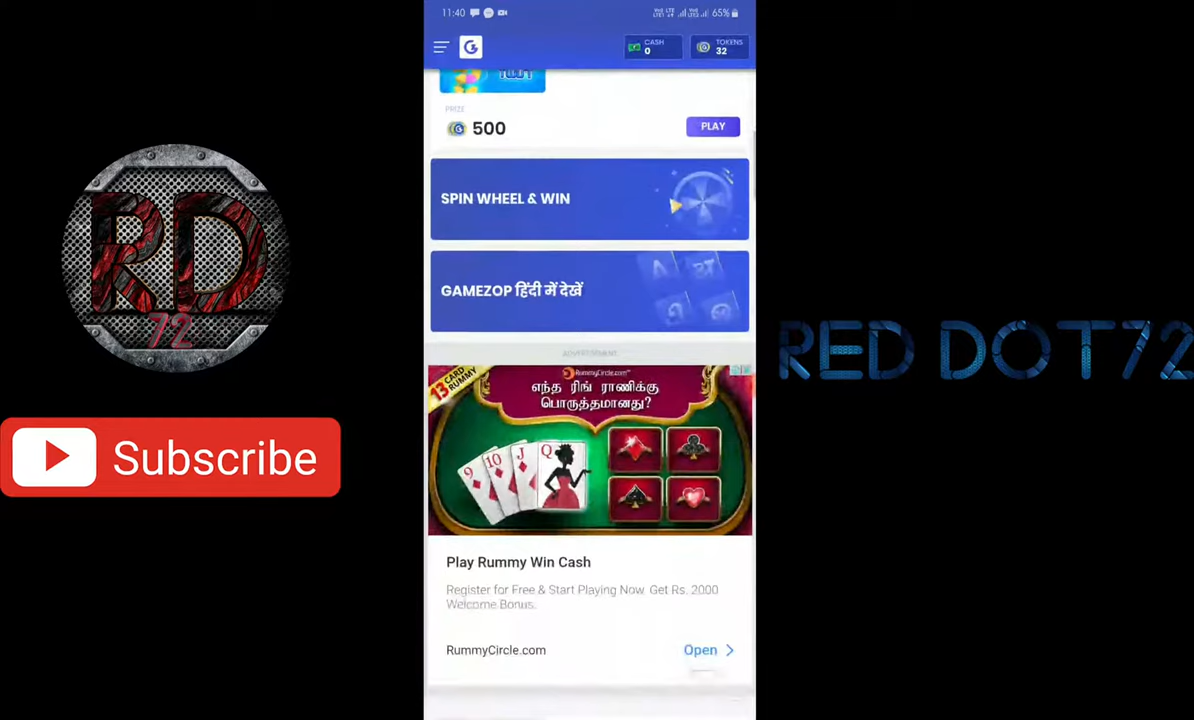 11:40
65%
CASH
0
TOKENS
32
PRIZE
500
PLAY
SPIN WHEEL & WIN
GAMEZOP हिंदी में देखें
ADVERTISEMENT
13 CARD
RUMMY
RummyCircle.com
எந்த ரிங் ராணிக்கு
பொருத்தமானது?
9
10
J
Q
Play Rummy Win Cash
Register for Free & Start Playing Now. Get Rs. 2000
Welcome Bonus.
RummyCircle.com
Open
RD
72
Subscribe
RED DOT72